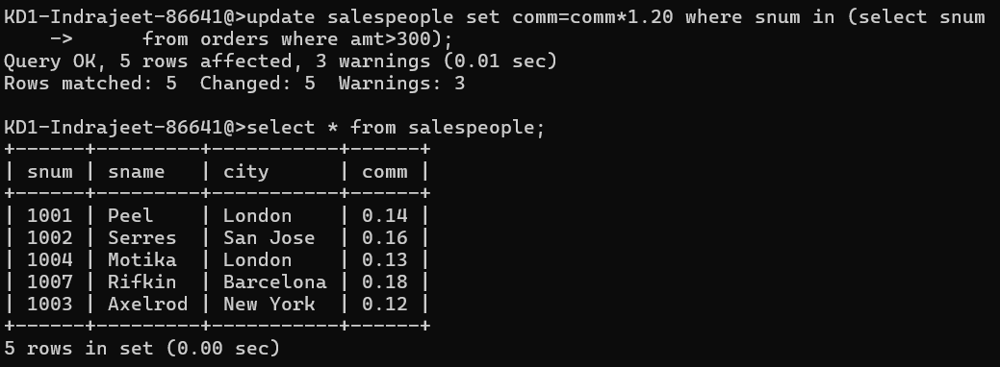 KD1-Indrajeet-86641@>update salespeople set comm=comm*1.20 where snum in (select snum
    ->      from orders where amt>300);
Query OK, 5 rows affected, 3 warnings (0.01 sec)
Rows matched: 5  Changed: 5  Warnings: 3

KD1-Indrajeet-86641@>select * from salespeople;
+------+---------+-----------+------+
| snum | sname   | city      | comm |
+------+---------+-----------+------+
| 1001 | Peel    | London    | 0.14 |
| 1002 | Serres  | San Jose  | 0.16 |
| 1004 | Motika  | London    | 0.13 |
| 1007 | Rifkin  | Barcelona | 0.18 |
| 1003 | Axelrod | New York  | 0.12 |
+------+---------+-----------+------+
5 rows in set (0.00 sec)